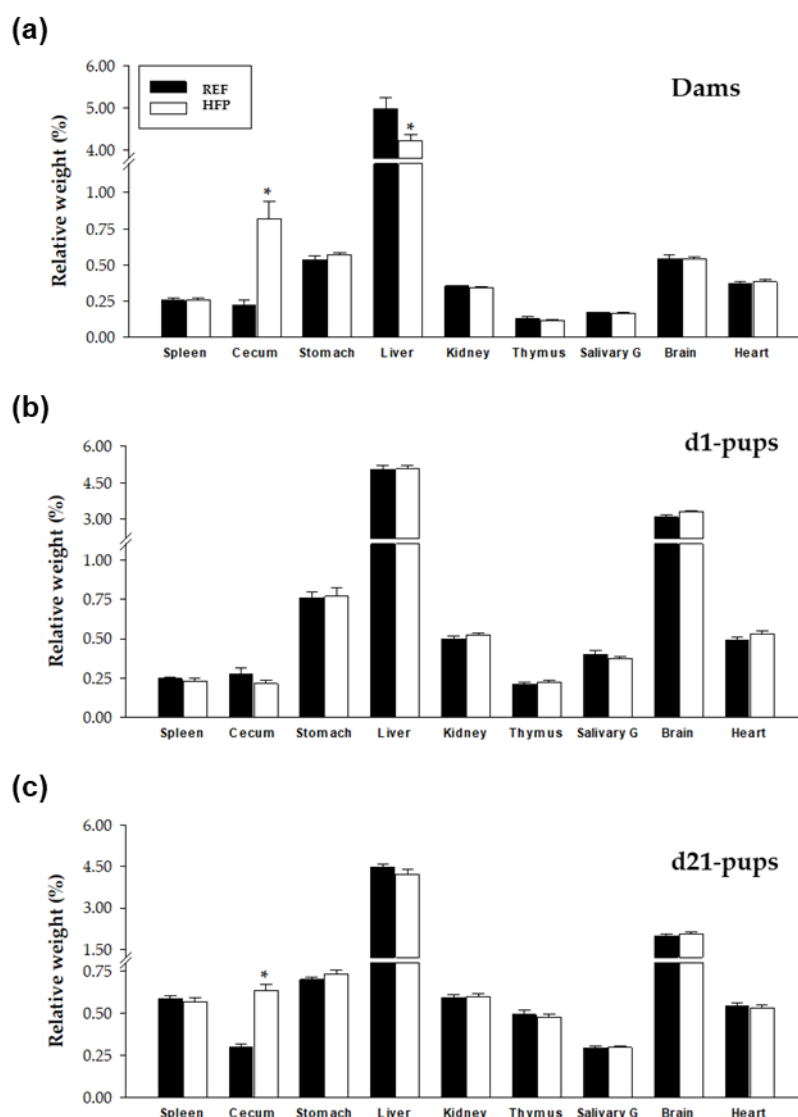 (a)
Relative weight (%)
6.00
5.00
4.00
1.00
0.75
0.50
0.25
0.00
REF
HFP
Dams
*
*
Spleen Cecum Stomach Liver Kidney Thymus Salivary G Brain Heart
(b)
Relative weight (%)
6.00
4.50
3.00
1.00
0.75
0.50
0.25
0.00
d1-pups
Spleen Cecum Stomach Liver Kidney Thymus Salivary G Brain Heart
(c)
Relative weight (%)
6.00
4.50
3.00
1.50
0.75
0.50
0.25
0.00
d21-pups
*
Spleen Cecum Stomach Liver Kidney Thymus Salivary G Brain Heart